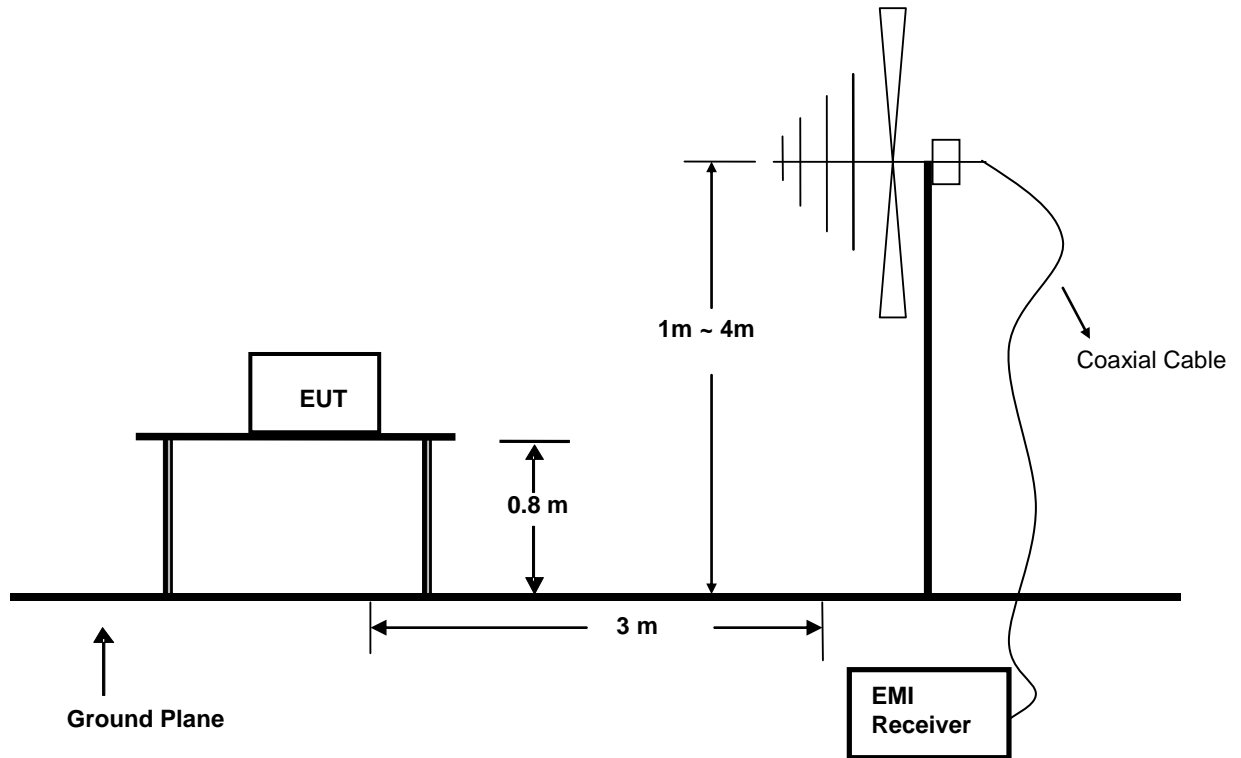 1m ~ 4m
Coaxial Cable
EUT
0.8 m
3 m
Ground Plane
EMI
Receiver